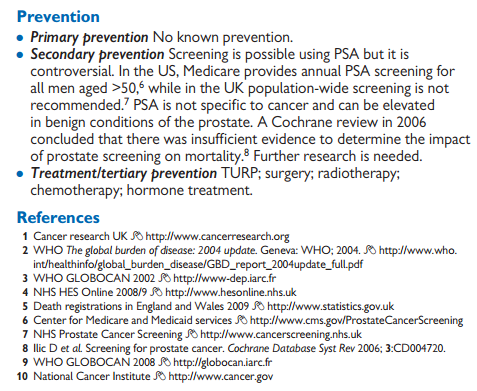 Prevention
• Primary prevention No known prevention.
• Secondary prevention Screening is possible using PSA but it is
controversial. In the US, Medicare provides annual PSA screening for
all men aged >50,6 while in the UK population-wide screening is not
recommended.7 PSA is not specific to cancer and can be elevated
in benign conditions of the prostate. A Cochrane review in 2006
concluded that there was insufficient evidence to determine the impact
of prostate screening on mortality.8 Further research is needed.
• Treatment/tertiary prevention TURP; surgery; radiotherapy;
chemotherapy; hormone treatment.
References
1 Cancer research UK http://www.cancerresearch.org
2 WHO The global burden of disease: 2004 update. Geneva: WHO; 2004. http://www.who.
int/healthinfo/global_burden_disease/GBD_report_2004update_full.pdf
3 WHO GLOBOCAN 2002 http://www-dep.iarc.fr
4 NHS HES Online 2008/9 http://www.hesonline.nhs.uk
5 Death registrations in England and Wales 2009 http://www.statistics.gov.uk
6 Center for Medicare and Medicaid services http://www.cms.gov/ProstateCancerScreening
7 NHS Prostate Cancer Screening http://www.cancerscreening.nhs.uk
8 Ilic D et al. Screening for prostate cancer. Cochrane Database Syst Rev 2006; 3:CD004720.
9 WHO GLOBOCAN 2008 http://globocan.iarc.fr
10 National Cancer Institute http://www.cancer.gov